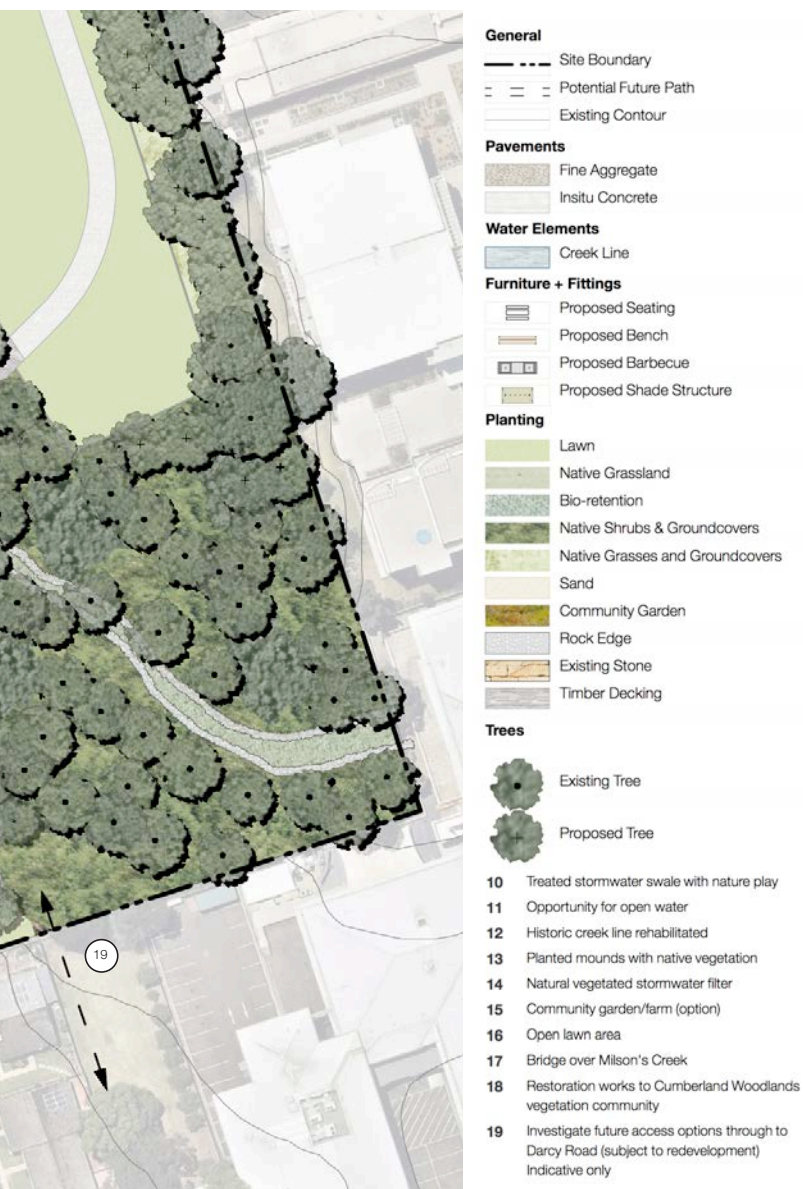 General
Site Boundary
Potential Future Path
Existing Contour
Pavements
Fine Aggregate
Insitu Concrete
Water Elements
Creek Line
Furniture + Fittings
Proposed Seating
Proposed Bench
Proposed Barbecue
Proposed Shade Structure
Planting
Lawn
Native Grassland
Bio-retention
Native Shrubs & Groundcovers
Native Grasses and Groundcovers
Sand
Community Garden
Rock Edge
Existing Stone
Timber Decking
Trees
Existing Tree
Proposed Tree
10 Treated stormwater swale with nature play
11 Opportunity for open water
12 Historic creek line rehabilitated
13 Planted mounds with native vegetation
14 Natural vegetated stormwater filter
15 Community garden/farm (option)
16 Open lawn area
17 Bridge over Milson's Creek
18 Restoration works to Cumberland Woodlands
vegetation community
19 Investigate future access options through to
Darcy Road (subject to redevelopment)
Indicative only
19